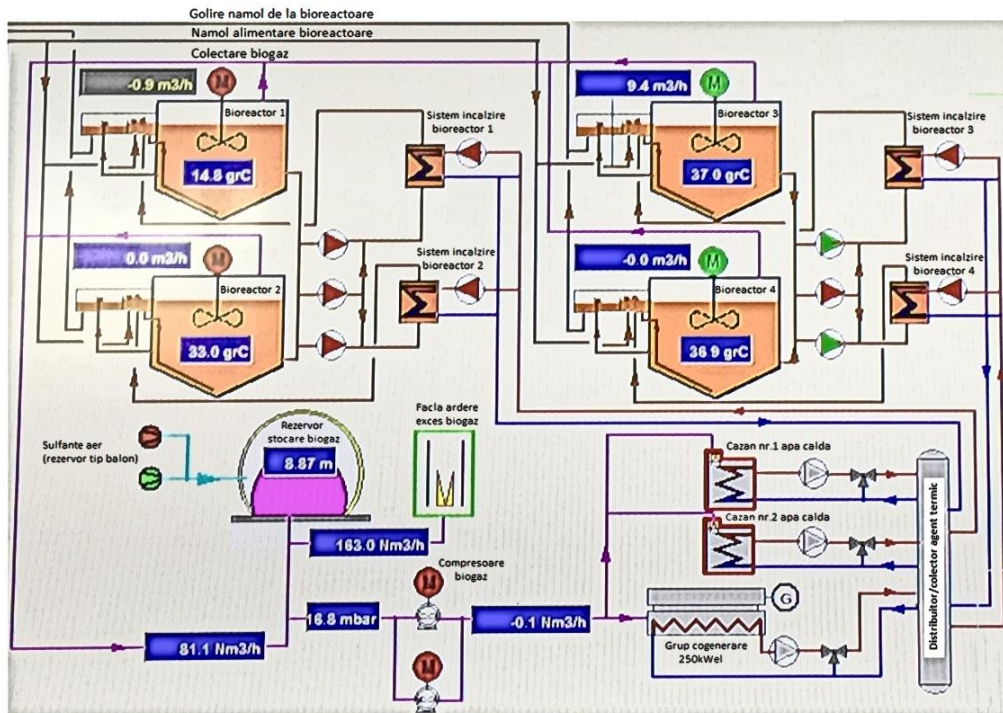 Golire namol de la bioreactoare
Namol alimentare bioreactoare
Colectare biogaz
-0.9 m3/h
M
Bioreactor 1
14.8 grC
Sistem incalzire
bioreactor 1
9.4 m3/h
M
Bioreactor 3
37.0 grC
Sistem incalzire
bioreactor 3
0.0 m3/h
M
Bioreactor 2
33.0 grC
Sistem incalzire
bioreactor 2
-0.0 m3/h
M
Bioreactor 4
36.9 grC
Sistem incalzire
bioreactor 4
Sulfante aer
(rezervor tip balon)
Rezervor
stocare biogaz
8.87 m
Facla ardere
exces biogaz
163.0 Nm3/h
Compresoare
biogaz
M
16.8 mbar
-0.1 Nm3/h
M
81.1 Nm3/h
Cazan nr.1 apa calda
Cazan nr.2 apa calda
G
Grup cogenerare
250kWel
Distribuitor/colector agent termic